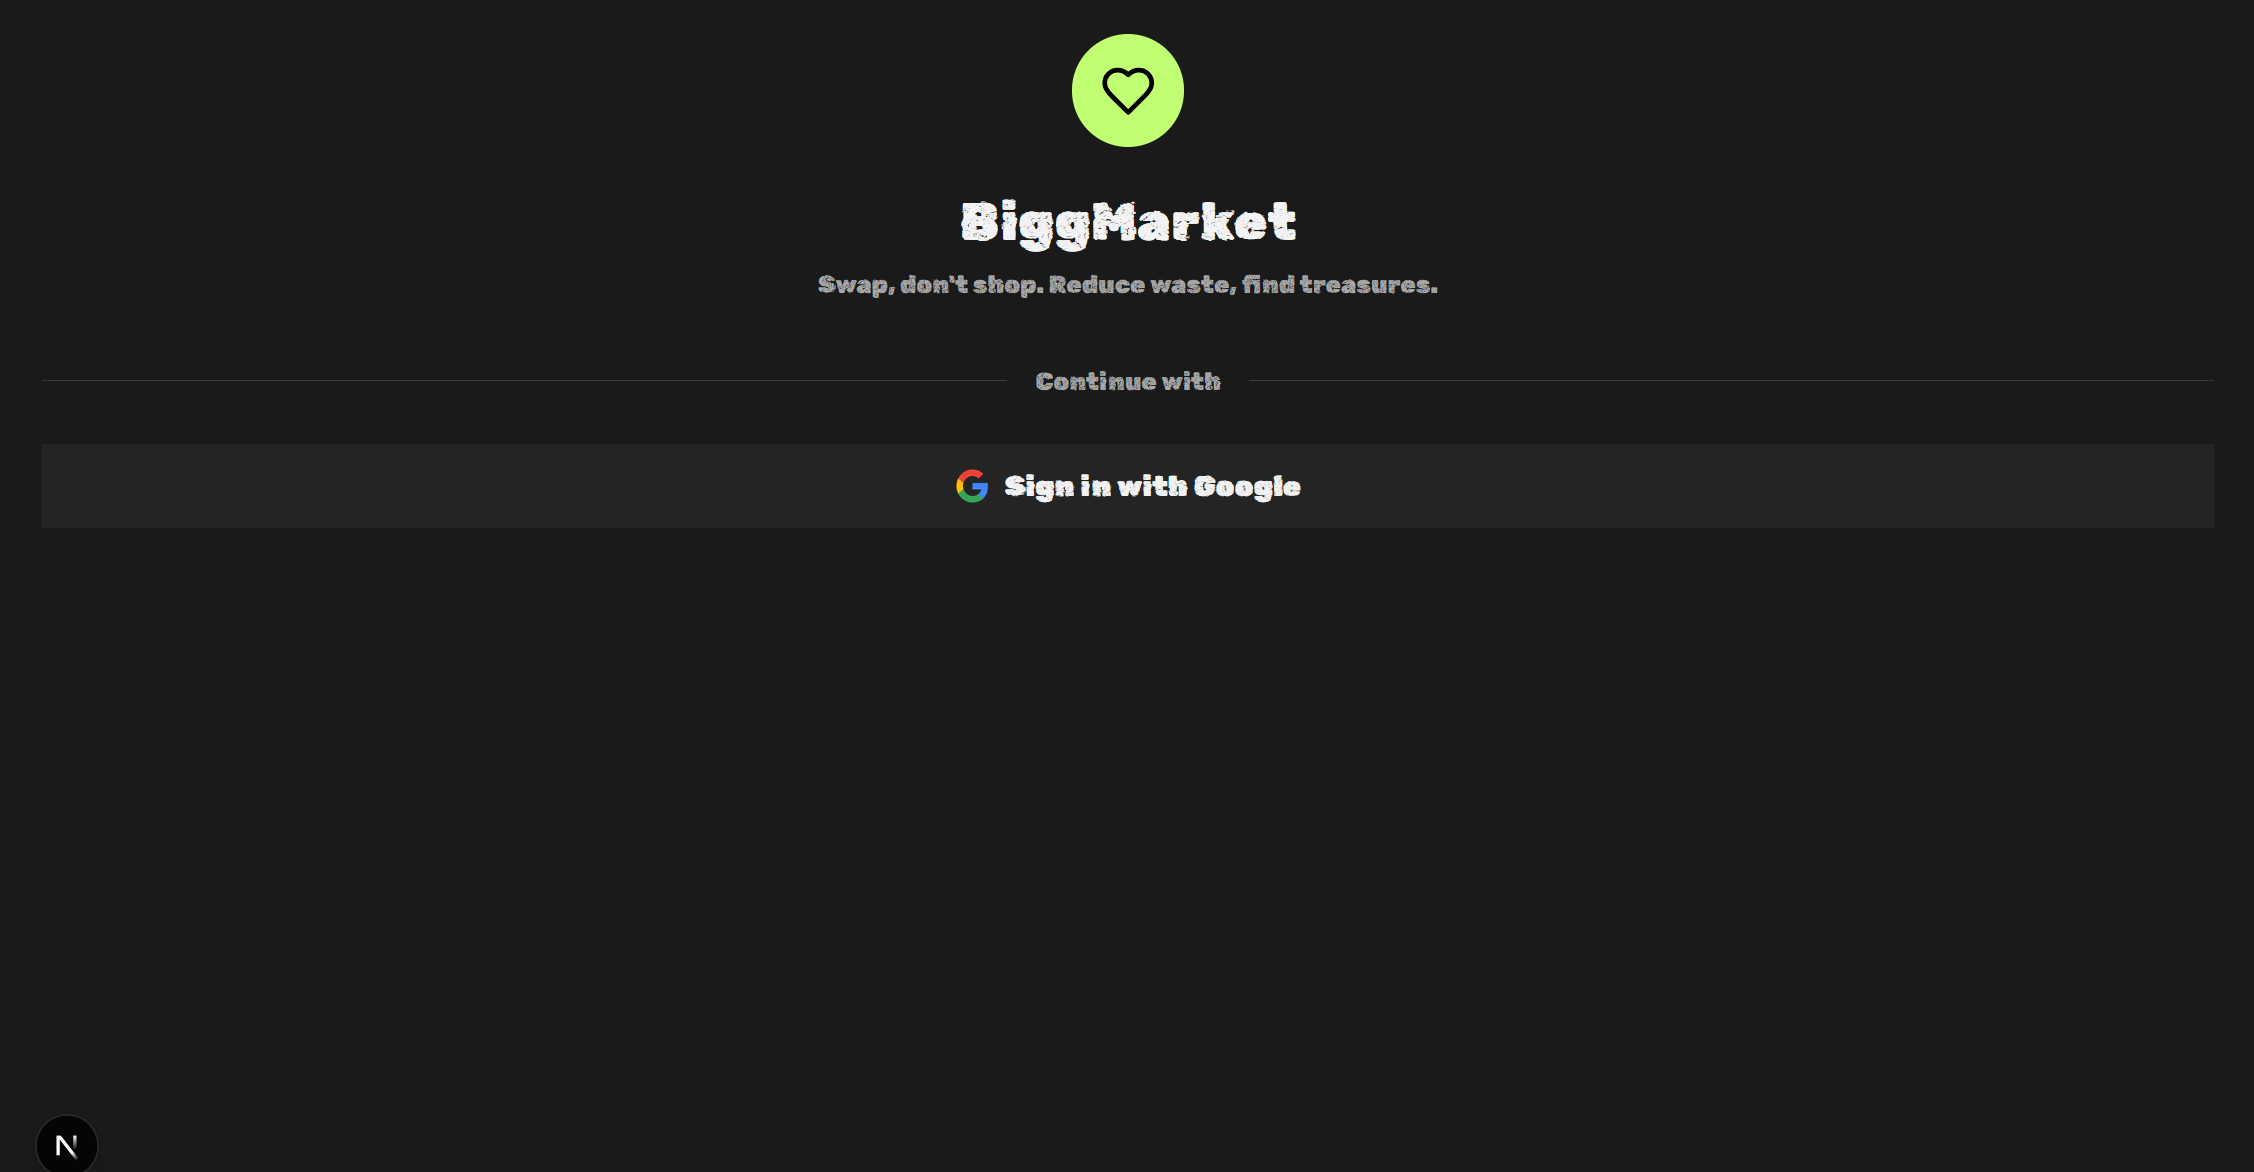 BiggMarket
Swap, don't shop. Reduce waste, find treasures.
Continue with
Sign in with Google
N